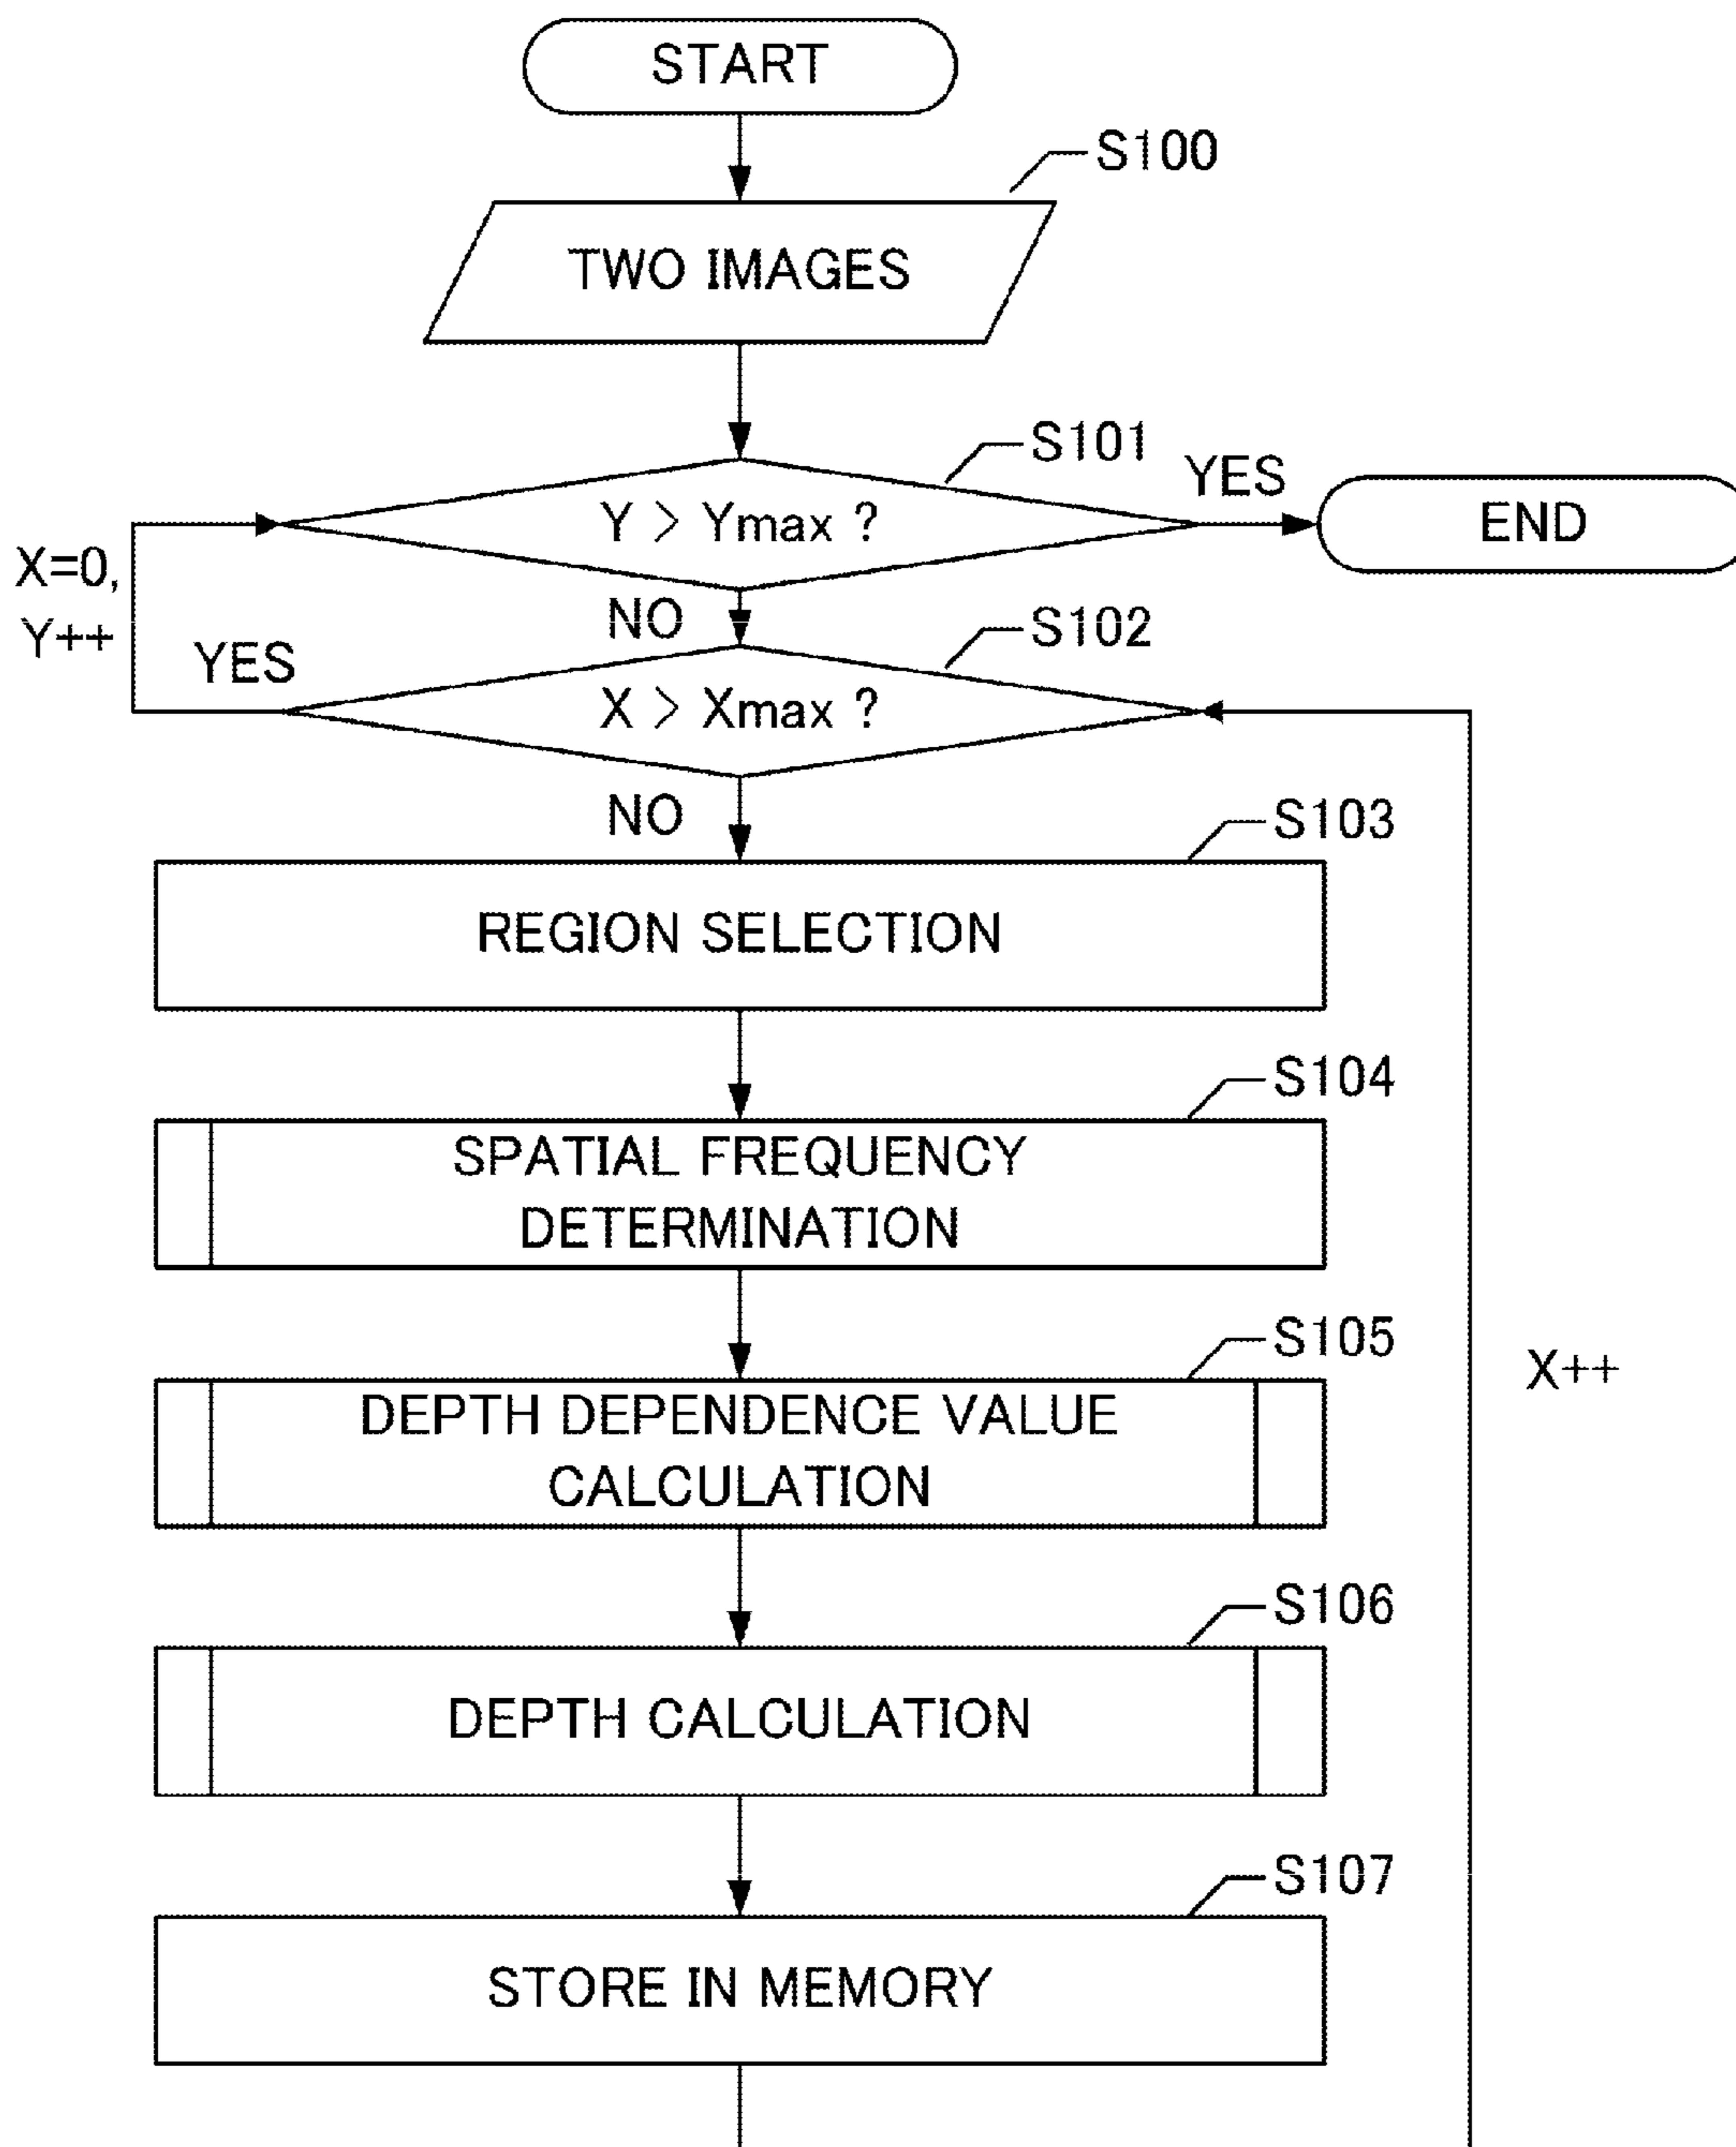 START
S100
TWO IMAGES
S101
YES
Y > Ymax ?
END
X=0,
Y++
NO
S102
YES
X > Xmax ?
NO
S103
REGION SELECTION
S104
SPATIAL FREQUENCY
DETERMINATION
S105
X++
DEPTH DEPENDENCE VALUE
CALCULATION
S106
DEPTH CALCULATION
S107
STORE IN MEMORY